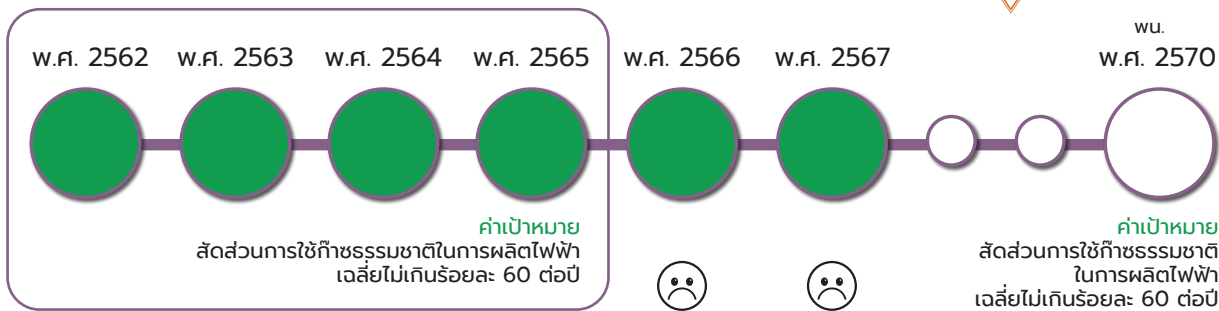 พน.
พ.ศ. 2562 พ.ศ. 2563 พ.ศ. 2564 พ.ศ. 2565 พ.ศ. 2566 พ.ศ. 2567 พ.ศ. 2570
ค่าเป้าหมาย
สัดส่วนการใช้ก๊าซธรรมชาติในการผลิตไฟฟ้า
เฉลี่ยไม่เกินร้อยละ 60 ต่อปี
ค่าเป้าหมาย
สัดส่วนการใช้ก๊าซธรรมชาติ
ในการผลิตไฟฟ้า
เฉลี่ยไม่เกินร้อยละ 60 ต่อปี